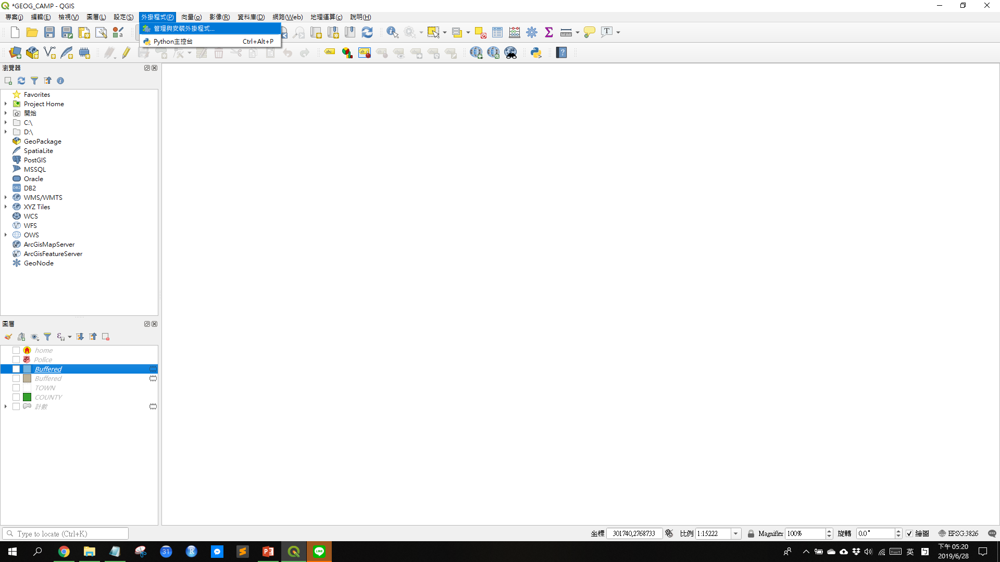 *GEOG_CAMP - QGIS
專案(j) 編輯(E) 檢視(V) 圖層(L) 設定(S) 外掛程式(P) 向量(o) 影像(R) 資料庫(D) 網路(Web) 地理運算(c) 說明(H)
管理與安裝外掛程式...
Python主控台 Ctrl+Alt+P
瀏覽器
Favorites
Project Home
開始
C:\
D:\
GeoPackage
SpatiaLite
PostGIS
MSSQL
Oracle
DB2
WMS/WMTS
XYZ Tiles
WCS
WFS
OWS
ArcGisMapServer
ArcGisFeatureServer
GeoNode
圖層
home
Police
Buffered
Buffered
TOWN
COUNTY
計數
Type to locate (Ctrl+K) 坐標 301740,2768733 比例 1:15222 Magnifier 100% 旋轉 0.0° 繪圖 EPSG:3826
英 下午 05:20
2019/6/28